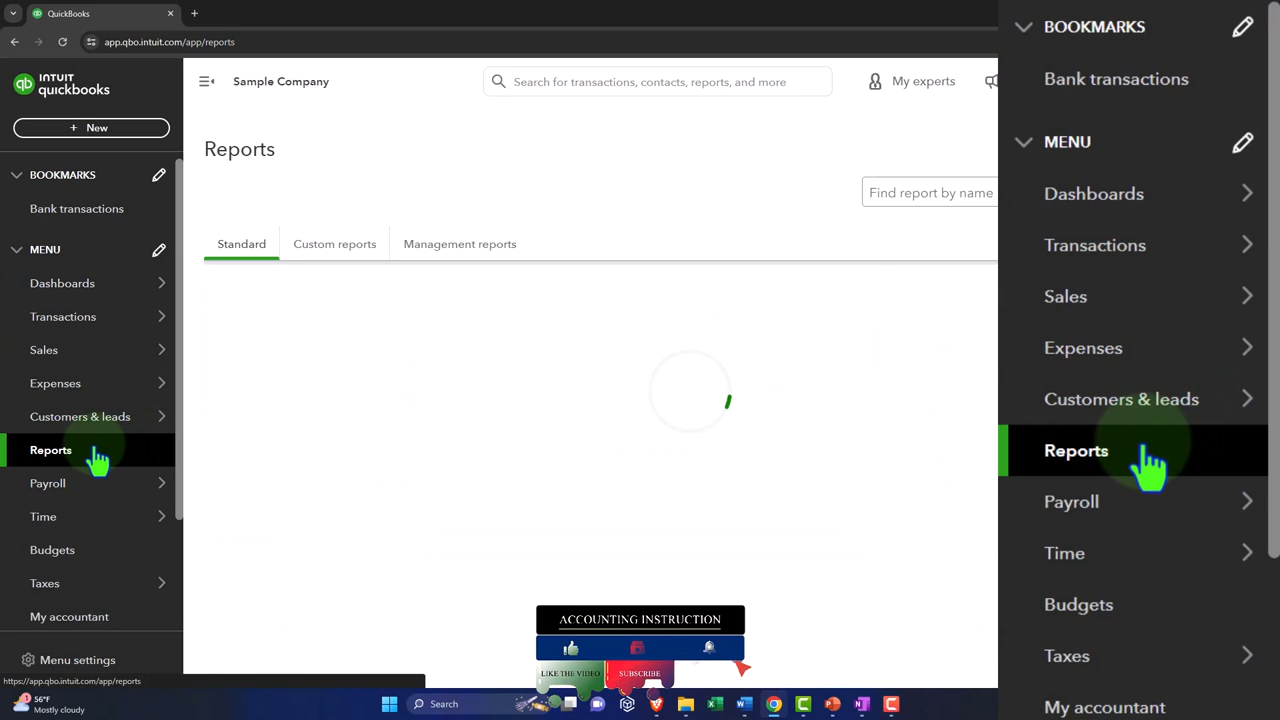 QuickBooks
app.qbo.intuit.com/app/reports
INTUIT
quickbooks
+ New
BOOKMARKS
Bank transactions
MENU
Dashboards
Transactions
Sales
Expenses
Customers & leads
Reports
Payroll
Time
Budgets
Taxes
My accountant
Menu settings
https://app.qbo.intuit.com/app/reports
Sample Company
Search for transactions, contacts, reports, and more
My experts
Reports
Find report by name
Standard
Custom reports
Management reports
ACCOUNTING INSTRUCTION
LIKE THE VIDEO
SUBSCRIBE
BOOKMARKS
Bank transactions
MENU
Dashboards
Transactions
Sales
Expenses
Customers & leads
Reports
Payroll
Time
Budgets
Taxes
My accountant
56°F
Mostly cloudy
Search